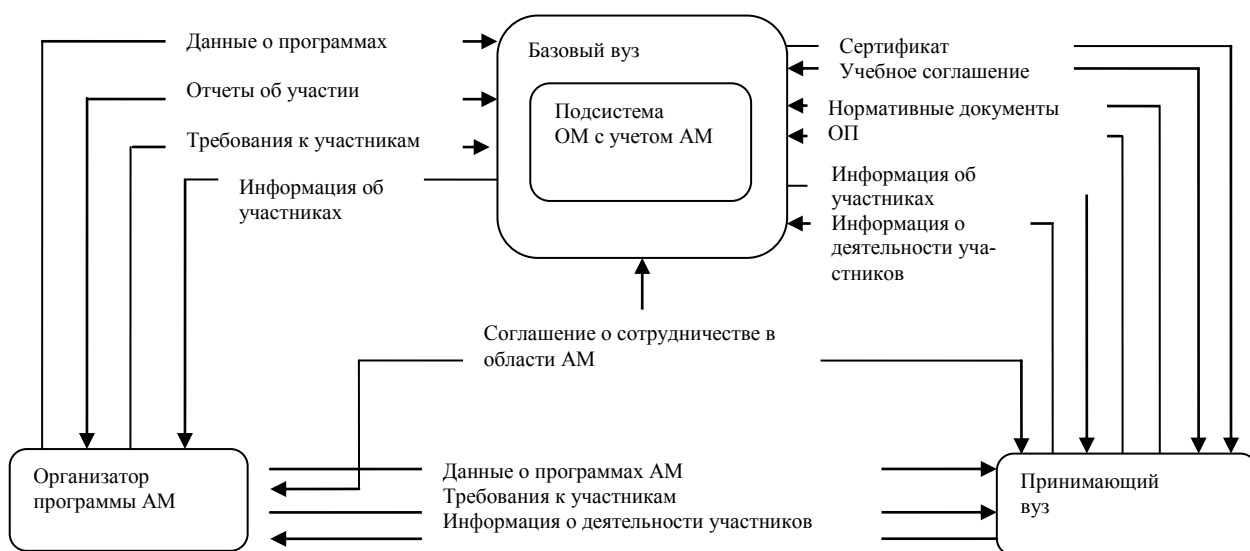 Данные о программах
Отчеты об участии
Требования к участникам
Информация об
участниках
Базовый вуз
Подсистема
ОМ с учетом АМ
Сертификат
Учебное соглашение
Нормативные документы
ОП
Информация об
участниках
Информация о
деятельности уча-
стников
Соглашение о сотрудничестве в
области АМ
Организатор
программы АМ
Данные о программах АМ
Требования к участникам
Информация о деятельности участников
Принимающий
вуз